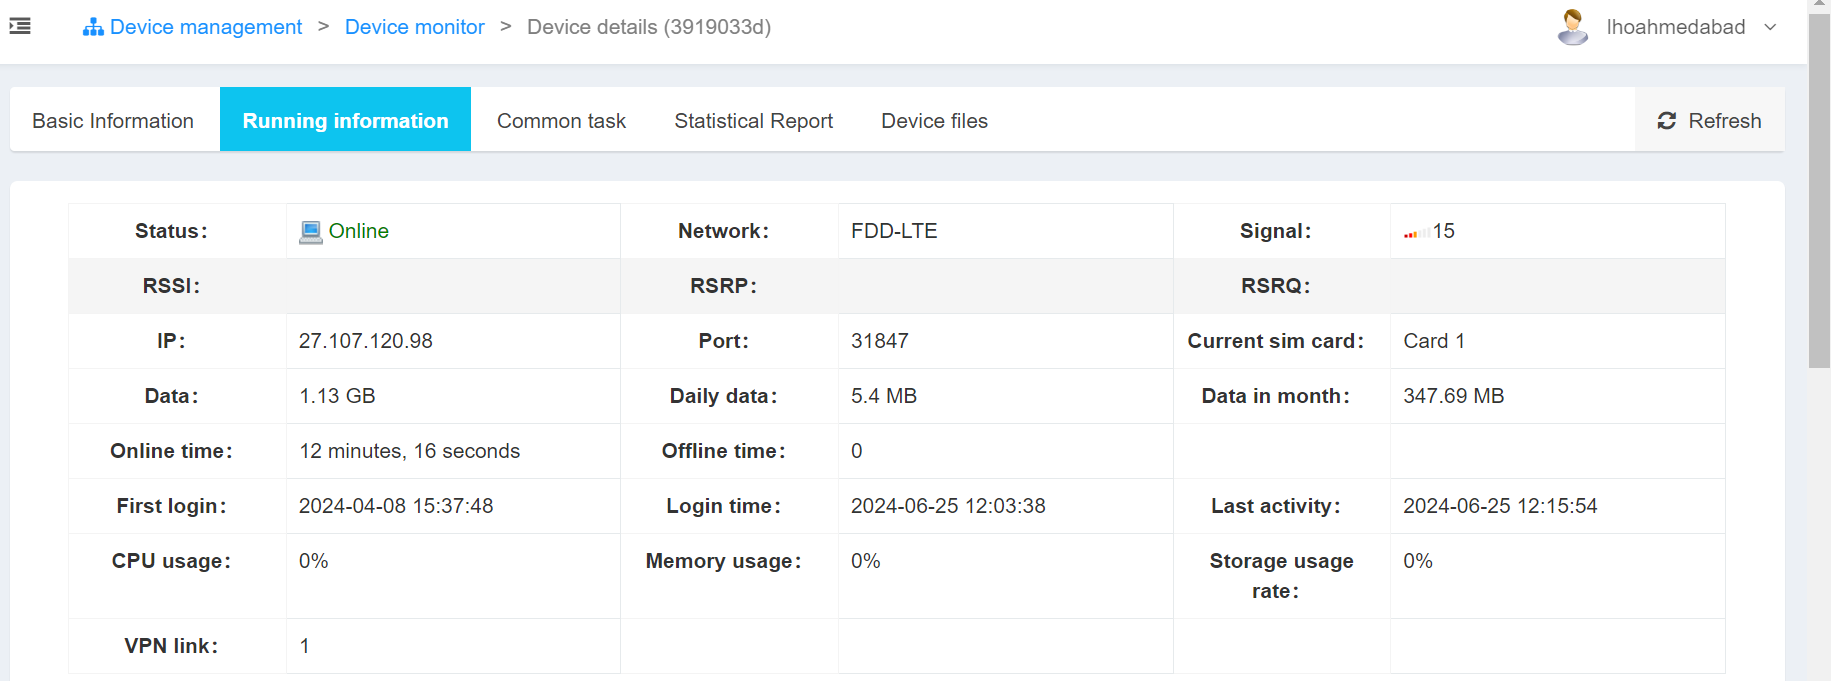 Device management > Device monitor > Device details (3919033d)
lhoahmedabad
Basic Information Running information Common task Statistical Report Device files Refresh
Status: Online Network: FDD-LTE Signal: 15
RSSI: RSRP: RSRQ:
IP: 27.107.120.98 Port: 31847 Current sim card: Card 1
Data: 1.13 GB Daily data: 5.4 MB Data in month: 347.69 MB
Online time: 12 minutes, 16 seconds Offline time: 0
First login: 2024-04-08 15:37:48 Login time: 2024-06-25 12:03:38 Last activity: 2024-06-25 12:15:54
CPU usage: 0% Memory usage: 0% Storage usage 0%
rate:
VPN link: 1